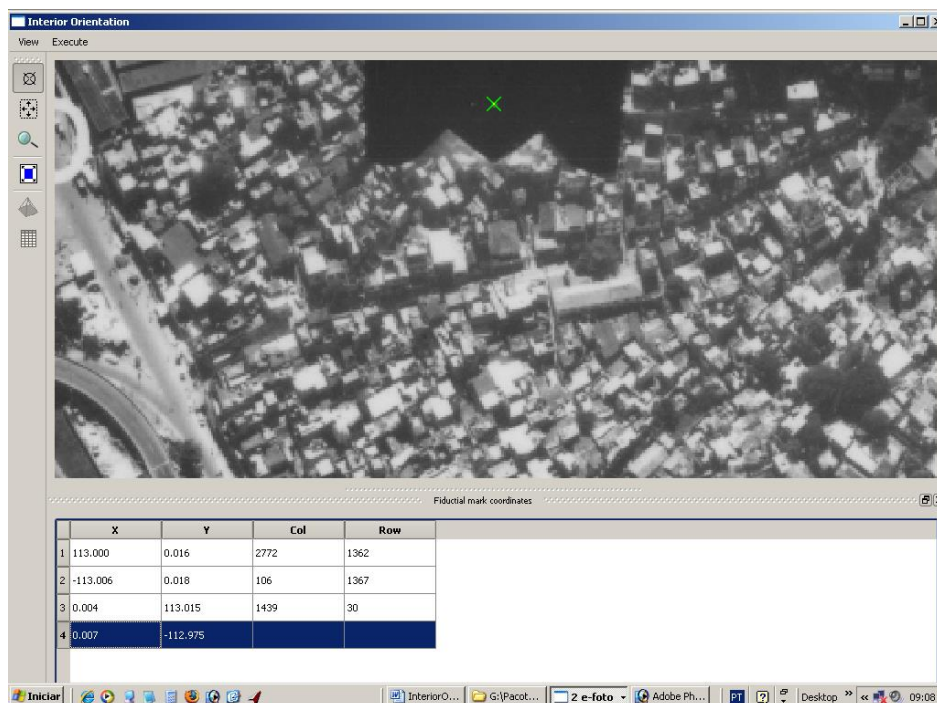 Interior Orientation
View Execute
Fiductial mark coordinates
X Y Col Row
1 113.000 0.016 2772 1362
2 -113.006 0.018 106 1367
3 0.004 113.015 1439 30
4 0.007 -112.975
Iniciar InteriorO... G:\Pacot... 2 e-foto Adobe Ph... PT ? Desktop » « 09:08